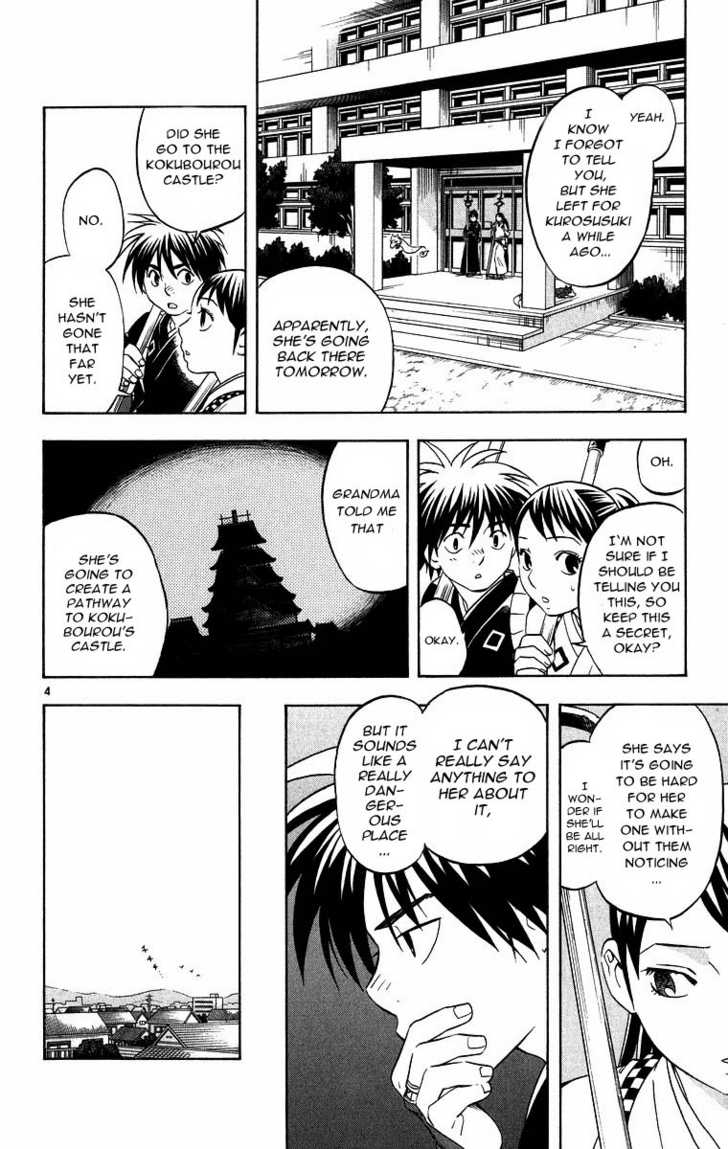 YEAH.
I
KNOW
I FORGOT
TO TELL
YOU,
BUT SHE
LEFT FOR
KUROSUSUKI
A WHILE
AGO...
APPARENTLY,
SHE'S GOING
BACK THERE
TOMORROW.
DID SHE
GO TO THE
KOKUBOUROU
CASTLE?
NO.
SHE
HASN'T
GONE
THAT
FAR
YET.
OH.
I'M NOT
SURE IF I
SHOULD BE
TELLING YOU
THIS, SO
KEEP THIS
A SECRET,
OKAY?
OKAY.
GRANDMA
TOLD ME
THAT
SHE'S
GOING TO
CREATE A
PATHWAY
TO KOKU-
BOUROU'S
CASTLE.
4
SHE SAYS
IT'S GOING
TO BE HARD
FOR HER
TO MAKE
ONE WITH-
OUT THEM
NOTICING
...
I
WON-
DER IF
SHE'LL
BE ALL
RIGHT.
I CAN'T
REALLY SAY
ANYTHING TO
HER ABOUT
IT,
BUT IT
SOUNDS
LIKE A
REALLY
DAN-
GER-
OUS
PLACE
...